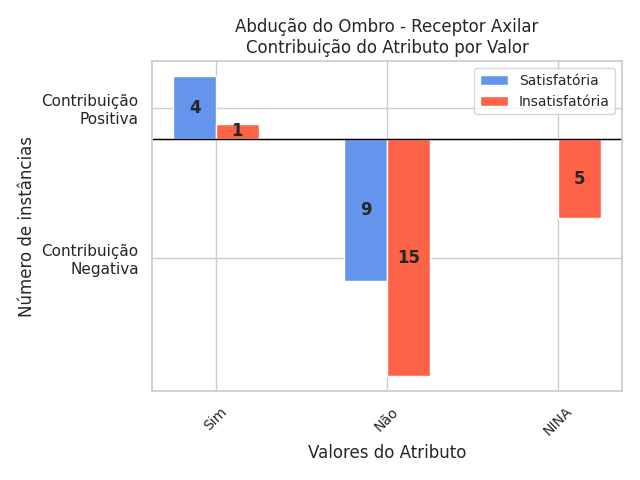 Abdução do Ombro - Receptor Axilar
Contribuição do Atributo por Valor
Satisfatória
Insatisfatória
Contribuição
Positiva
Contribuição
Negativa
Número de instâncias
4
1
9
15
5
Sim
Não
NINA
Valores do Atributo